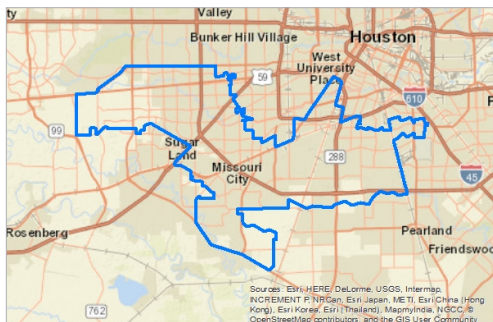 ty
Valley
Bunker Hill Village
Houston
West
University
Place
59
610
99
Sugar
Land
Missouri
City
288
45
Rosenberg
Pearland
Friendswoo
762
Sources: Esri, HERE, DeLorme, USGS, Intermap,
INCREMENT P, NRCan, Esri Japan, METI, Esri China (Hong
Kong), Esri Korea, Esri (Thailand), MapmyIndia, NGCC, ©
OpenStreetMap contributors, and the GIS User Community